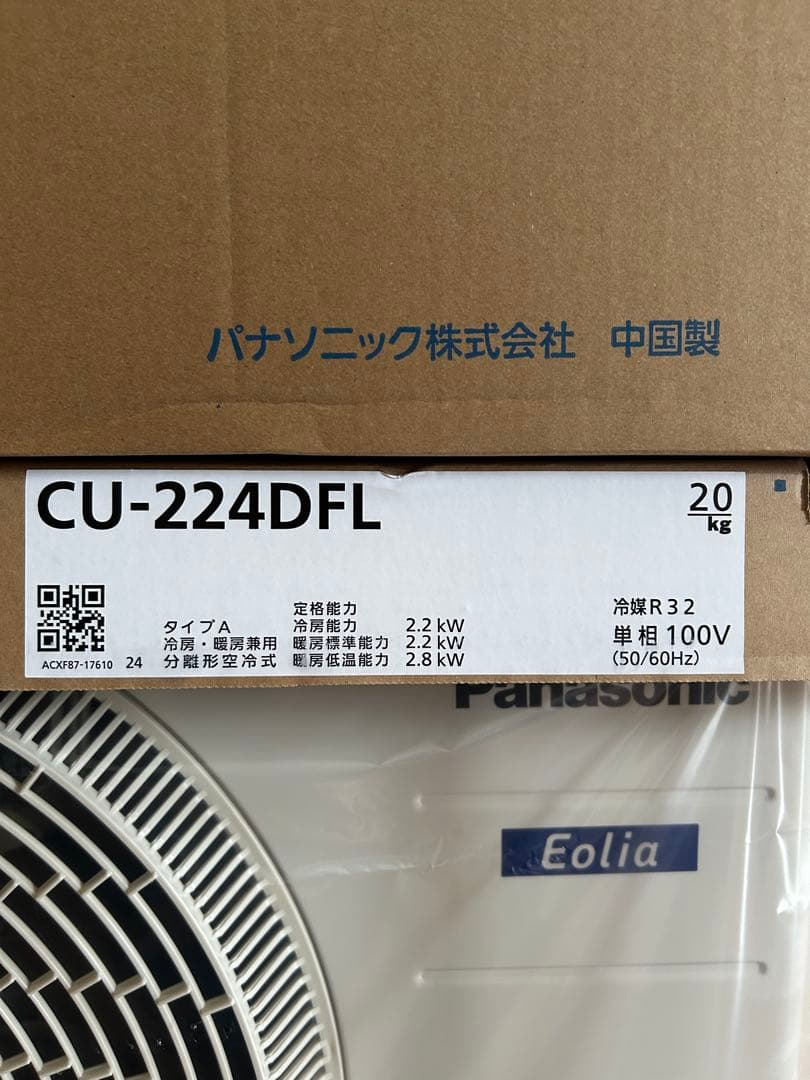 パナソニック株式会社 中国製
CU-224DFL
20
kg
定格能力
タイプA 冷房能力 2.2 kW
冷房・暖房兼用 暖房標準能力 2.2 kW
ACXF87-17610 24 分離形空冷式 暖房低温能力 2.8 kW
冷媒R32
単相100V
(50/60Hz)
Panasonic
Eolia